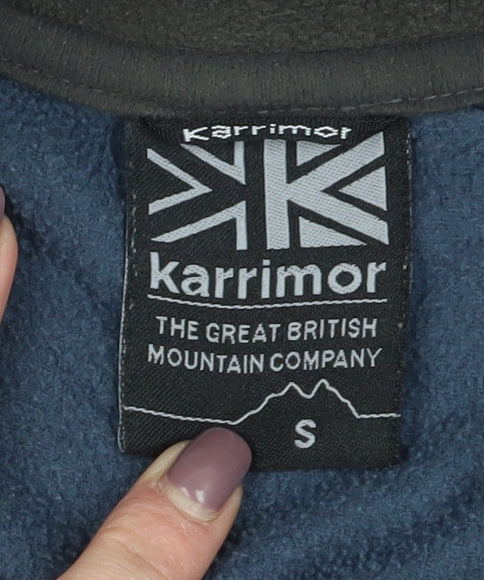 Karrimor
karrimor
THE GREAT BRITISH
MOUNTAIN COMPANY
S